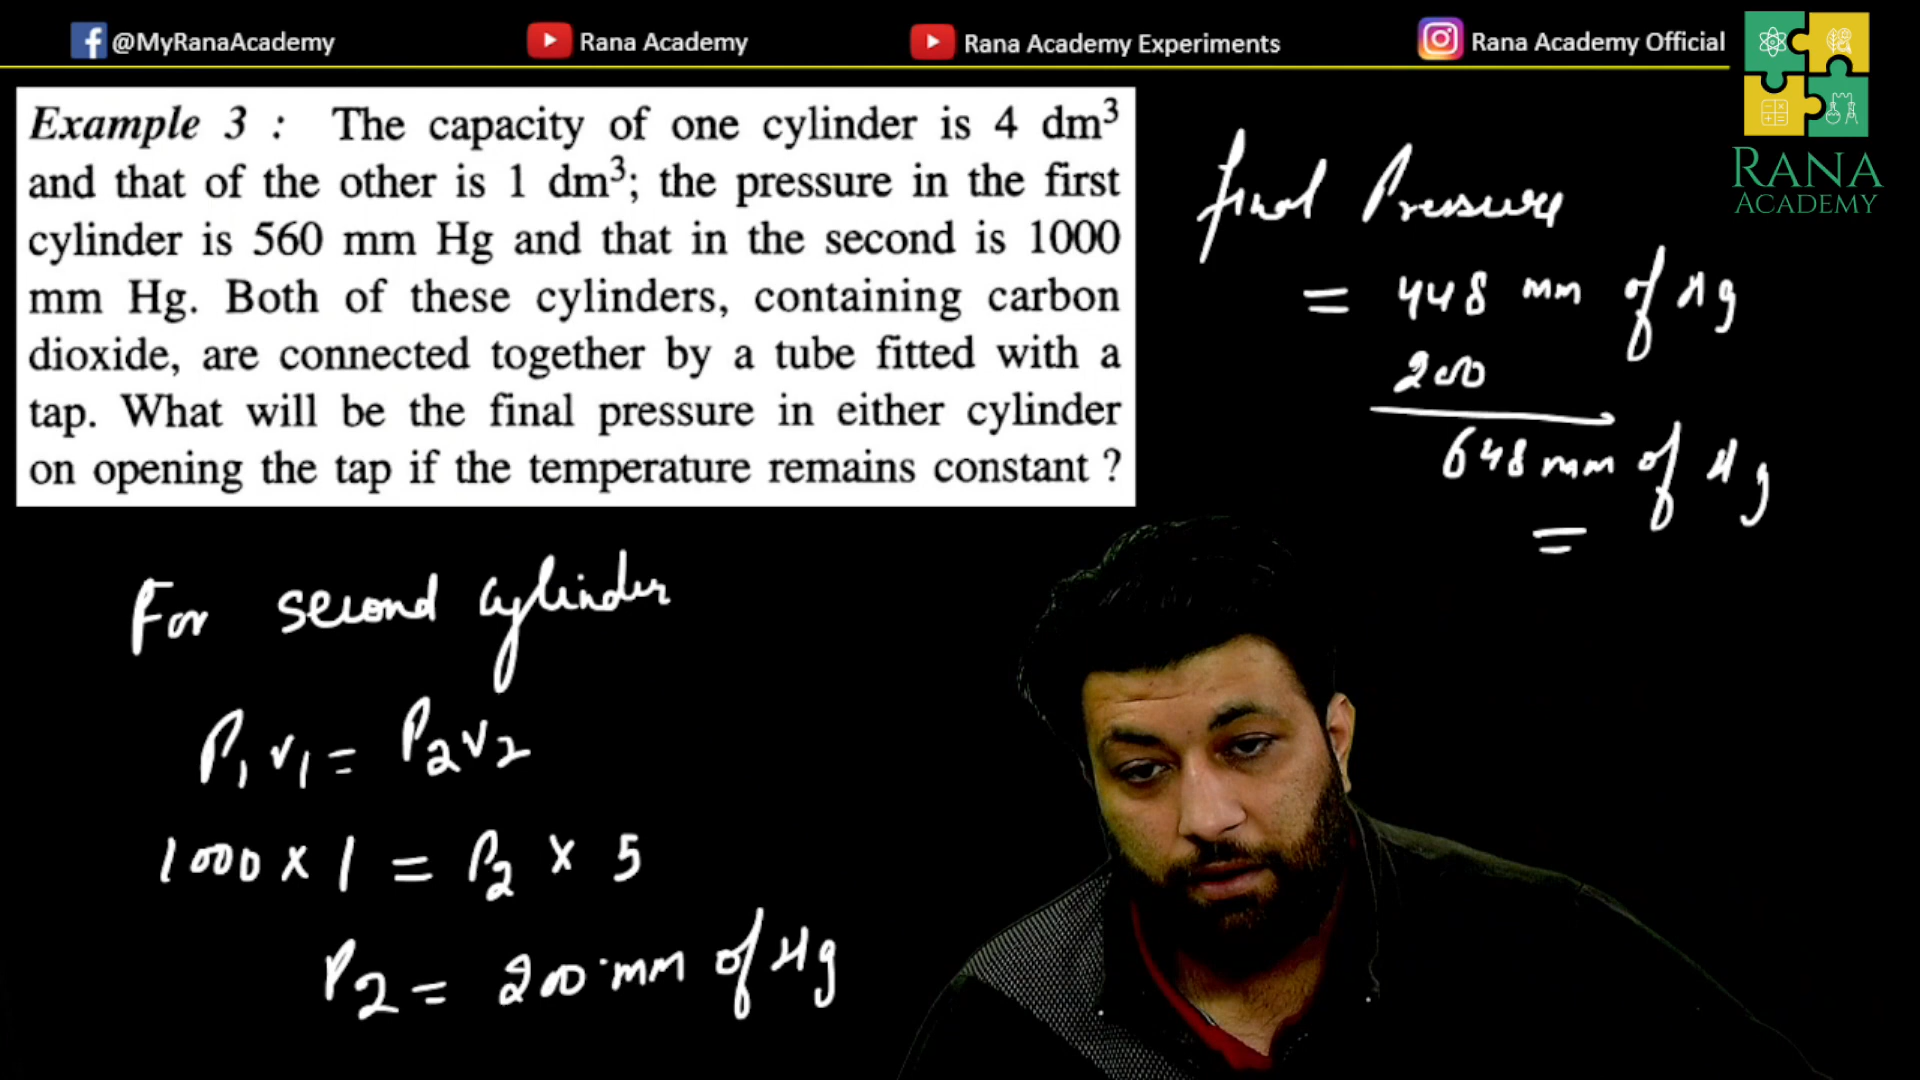 @MyRanaAcademy
Rana Academy
Rana Academy Experiments
Rana Academy Official
RANA
ACADEMY
Example 3 : The capacity of one cylinder is 4 dm³
and that of the other is 1 dm³; the pressure in the first
cylinder is 560 mm Hg and that in the second is 1000
mm Hg. Both of these cylinders, containing carbon
dioxide, are connected together by a tube fitted with a
tap. What will be the final pressure in either cylinder
on opening the tap if the temperature remains constant ?
final Pressure
= 448 mm of Hg
200
648 mm of Hg
=
For second cylinder
P₁V₁ = P₂V₂
1000 × 1 = P₂ × 5
P₂ = 200 mm of Hg